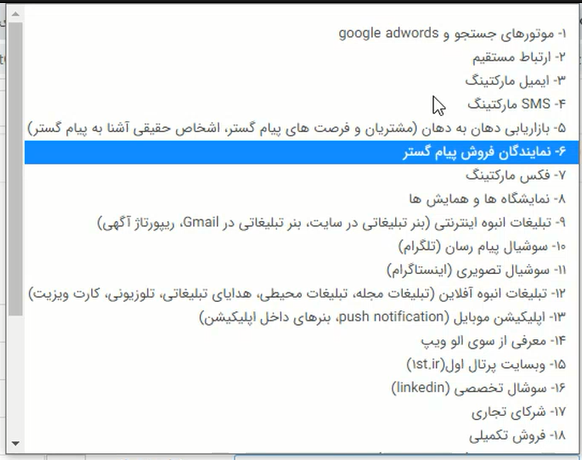 ۱- موتورهای جستجو و google adwords
۲- ارتباط مستقیم
۳- ایمیل مارکتینگ
۴- SMS مارکتینگ
۵- بازاریابی دهان به دهان (مشتریان و فرصت های پیام گستر، اشخاص حقیقی آشنا به پیام گستر)
۶- نمایندگان فروش پیام گستر
۷- فکس مارکتینگ
۸- نمایشگاه ها و همایش ها
۹- تبلیغات انبوه اینترنتی (بنر تبلیغاتی در سایت، بنر تبلیغاتی در Gmail، ریپورتاژ آگهی)
۱۰- سوشیال پیام رسان (تلگرام)
۱۱- سوشیال تصویری (اینستاگرام)
۱۲- تبلیغات انبوه آفلاین (تبلیغات مجله، تبلیغات محیطی، هدایای تبلیغاتی، تلوزیونی، کارت ویزیت)
۱۳- اپلیکیشن موبایل (push notification، بنرهای داخل اپلیکیشن)
۱۴- معرفی از سوی الو ویپ
۱۵- وبسایت پرتال اول(۱st.ir)
۱۶- سوشال تخصصی (linkedin)
۱۷- شرکای تجاری
۱۸- فروش تکمیلی